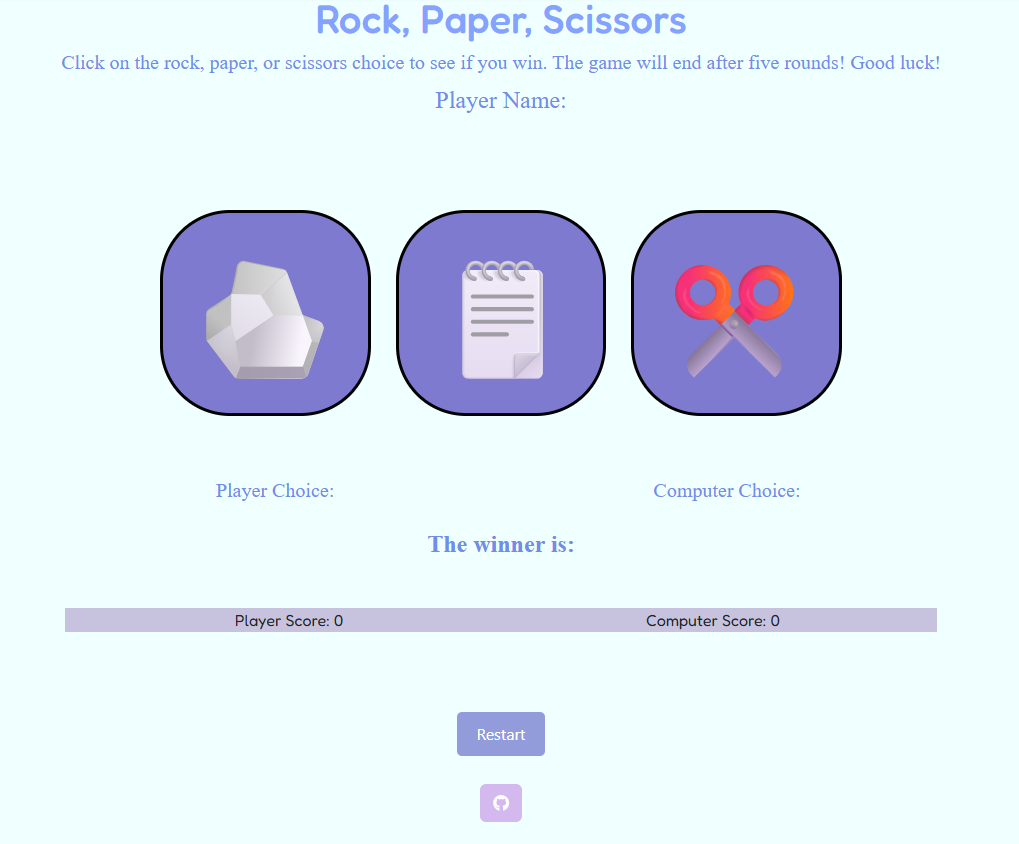 Rock, Paper, Scissors
Click on the rock, paper, or scissors choice to see if you win. The game will end after five rounds! Good luck!
Player Name:
Player Choice:
Computer Choice:
The winner is:
Player Score: 0
Computer Score: 0
Restart